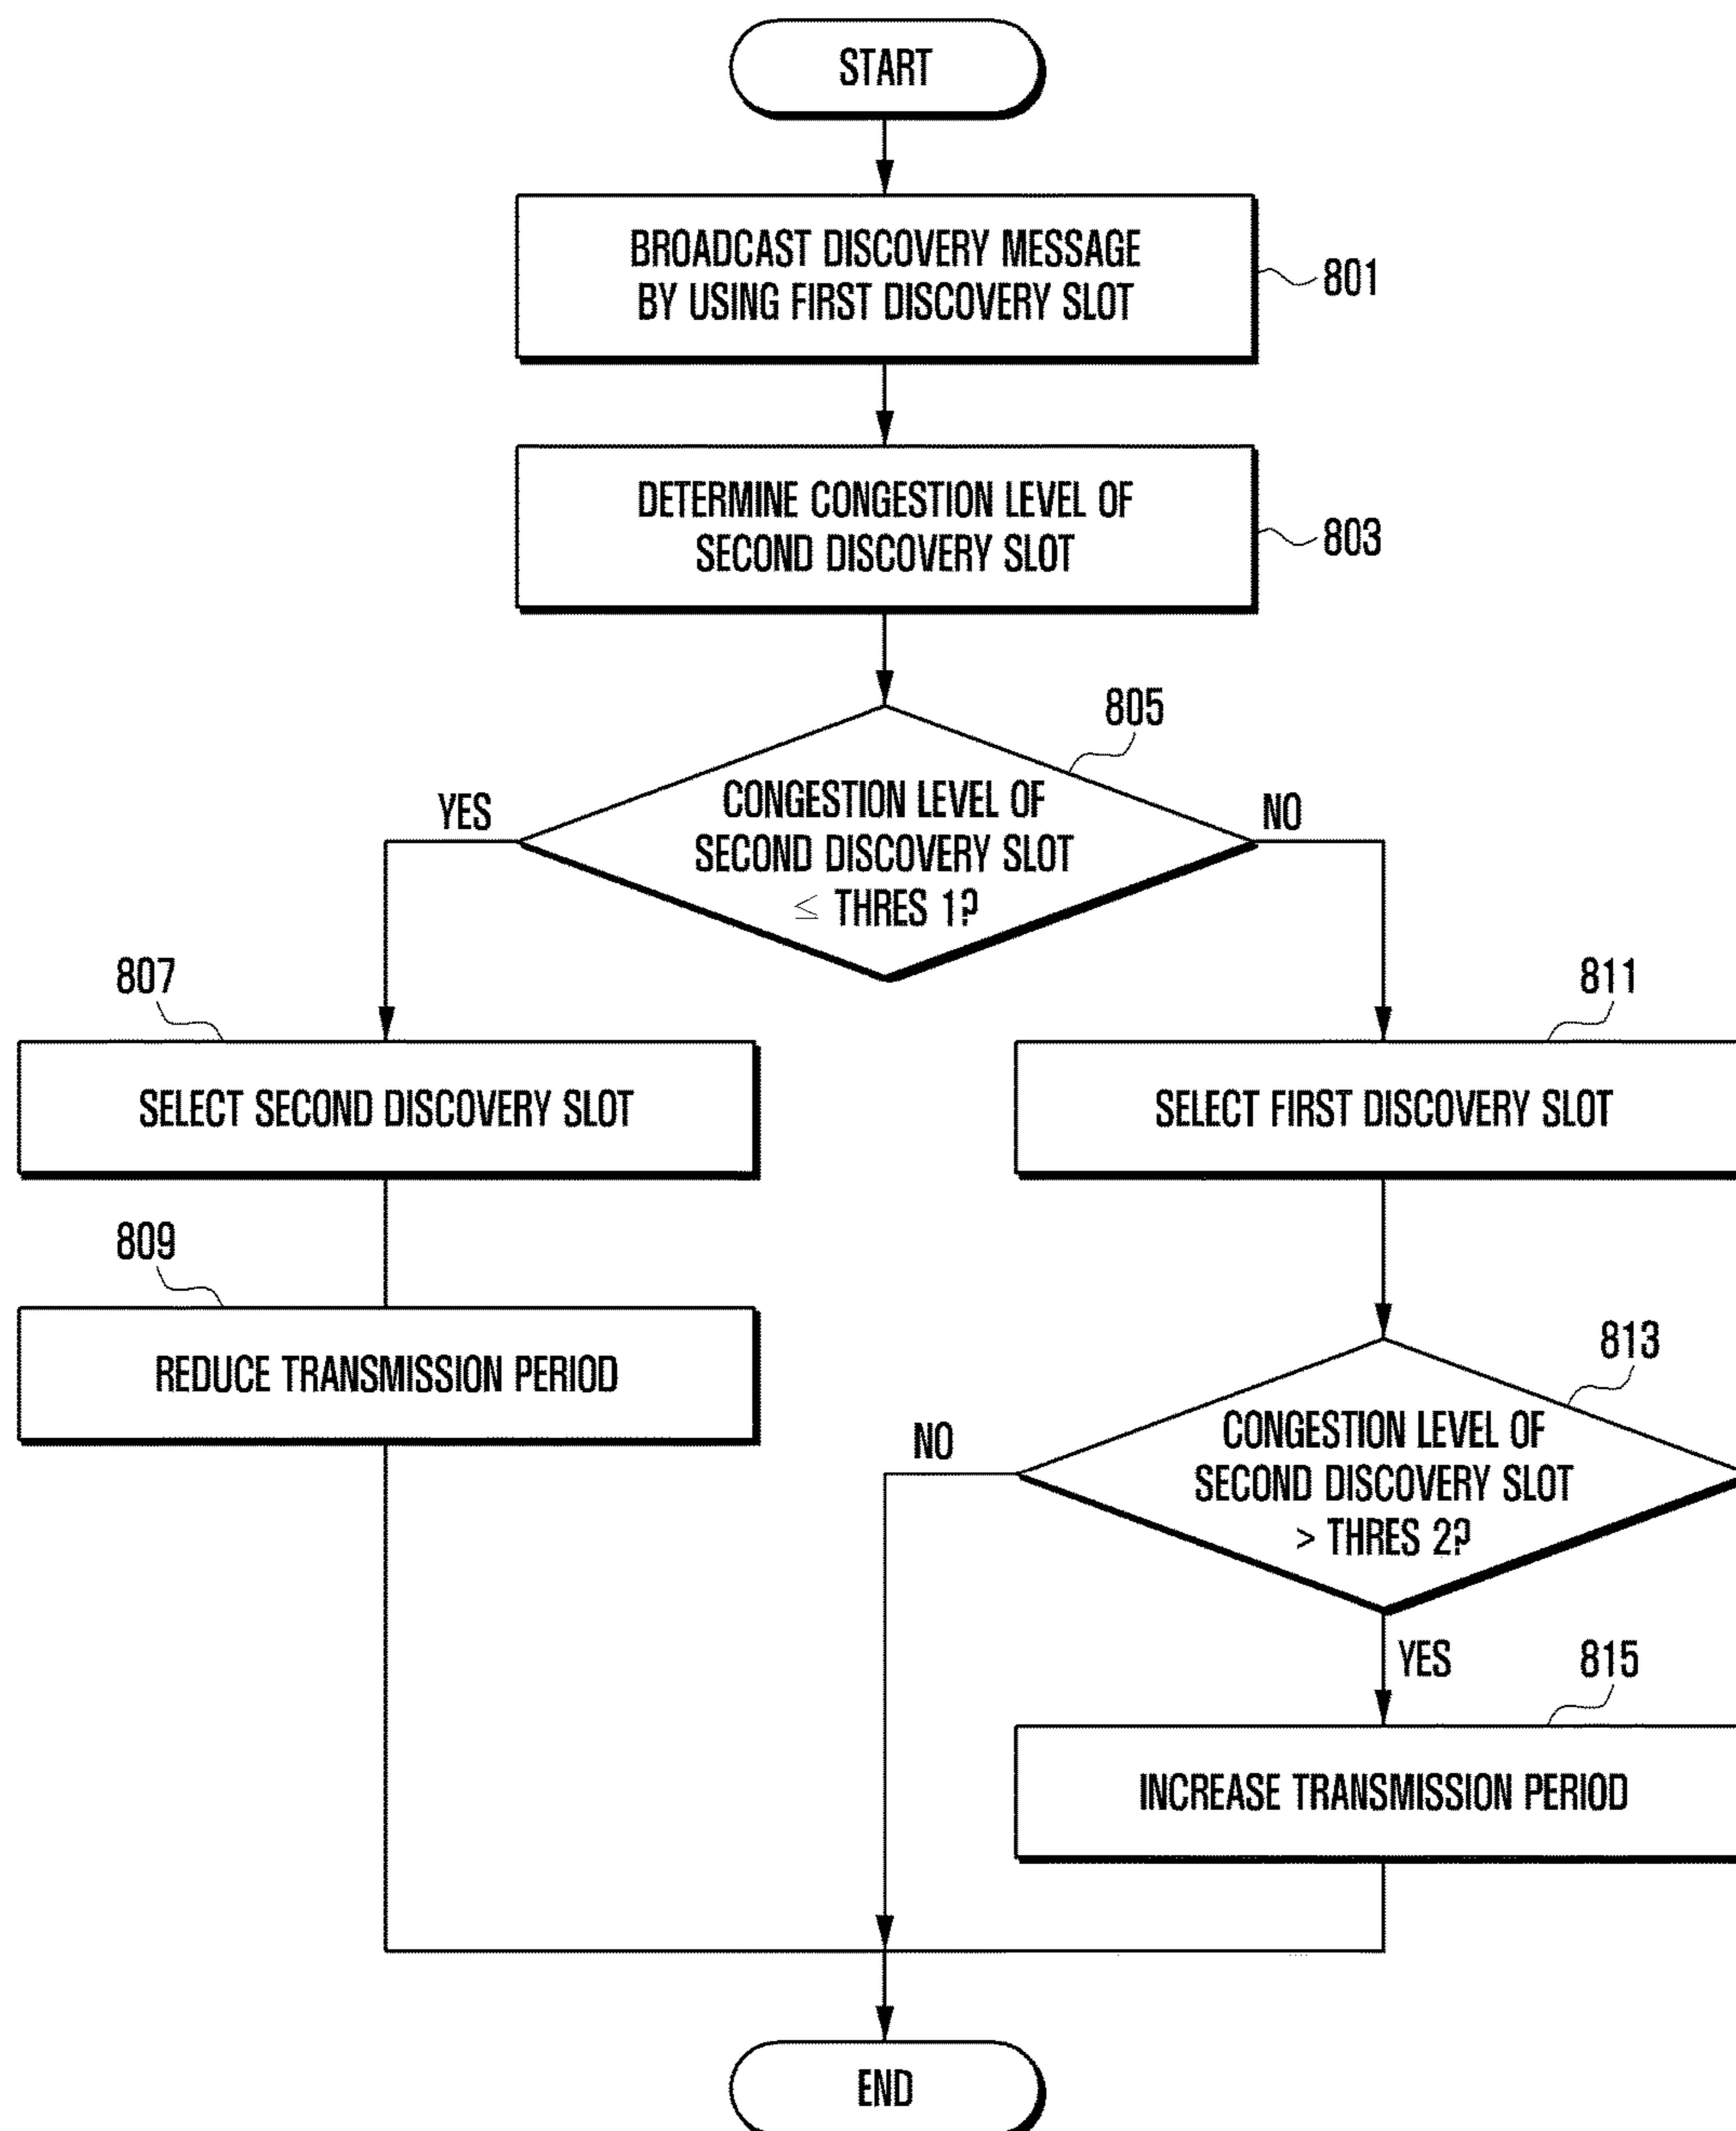 START
BROADCAST DISCOVERY MESSAGE
BY USING FIRST DISCOVERY SLOT
801
DETERMINE CONGESTION LEVEL OF
SECOND DISCOVERY SLOT
803
805
CONGESTION LEVEL OF
SECOND DISCOVERY SLOT
≤ THRES 1?
YES
NO
807
SELECT SECOND DISCOVERY SLOT
811
SELECT FIRST DISCOVERY SLOT
809
REDUCE TRANSMISSION PERIOD
813
CONGESTION LEVEL OF
SECOND DISCOVERY SLOT
> THRES 2?
NO
YES
815
INCREASE TRANSMISSION PERIOD
END